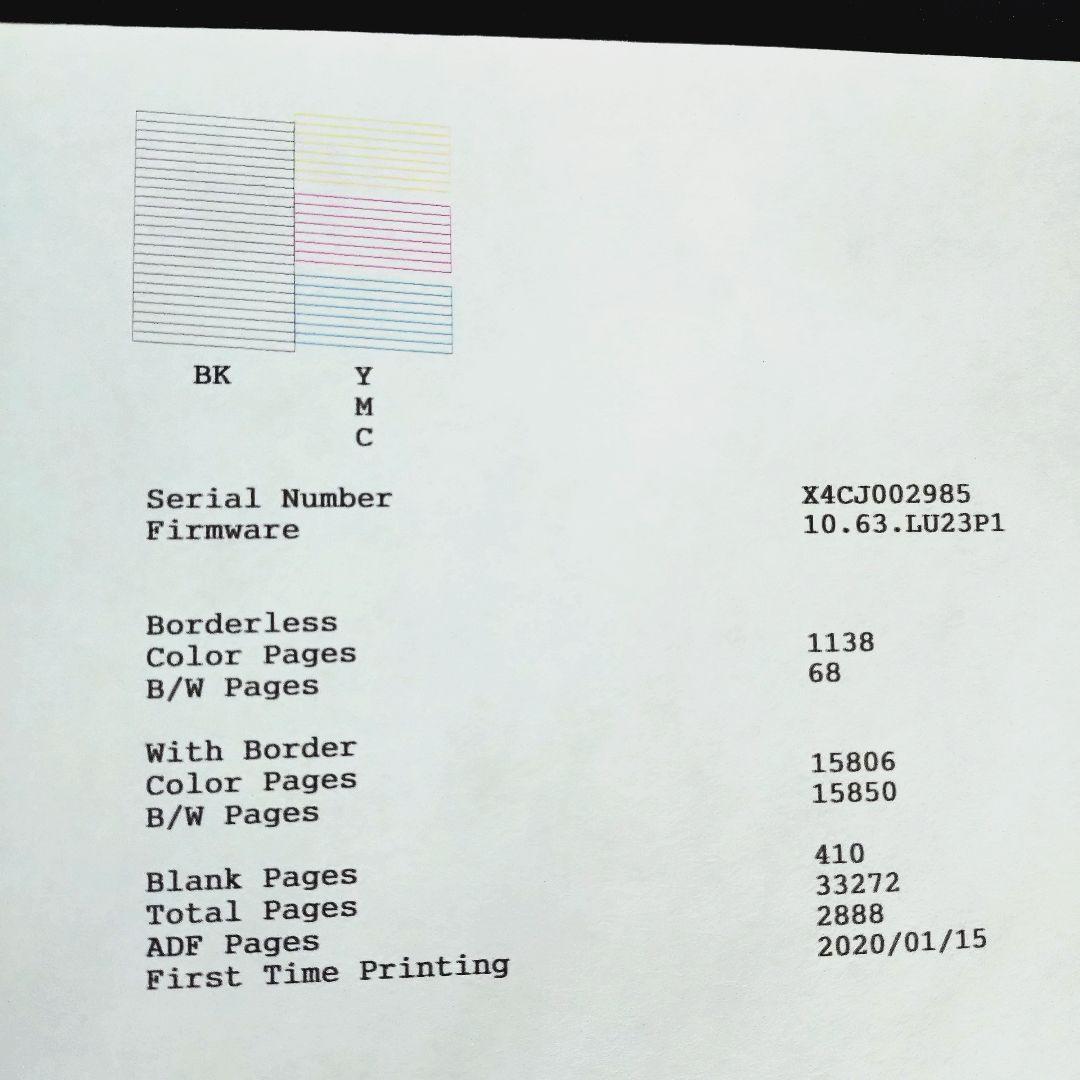 BK Y
M
C
Serial Number X4CJ002985
Firmware 10.63.LU23P1
Borderless
Color Pages 1138
B/W Pages 68
With Border
Color Pages 15806
B/W Pages 15850
Blank Pages 410
Total Pages 33272
ADF Pages 2888
First Time Printing 2020/01/15